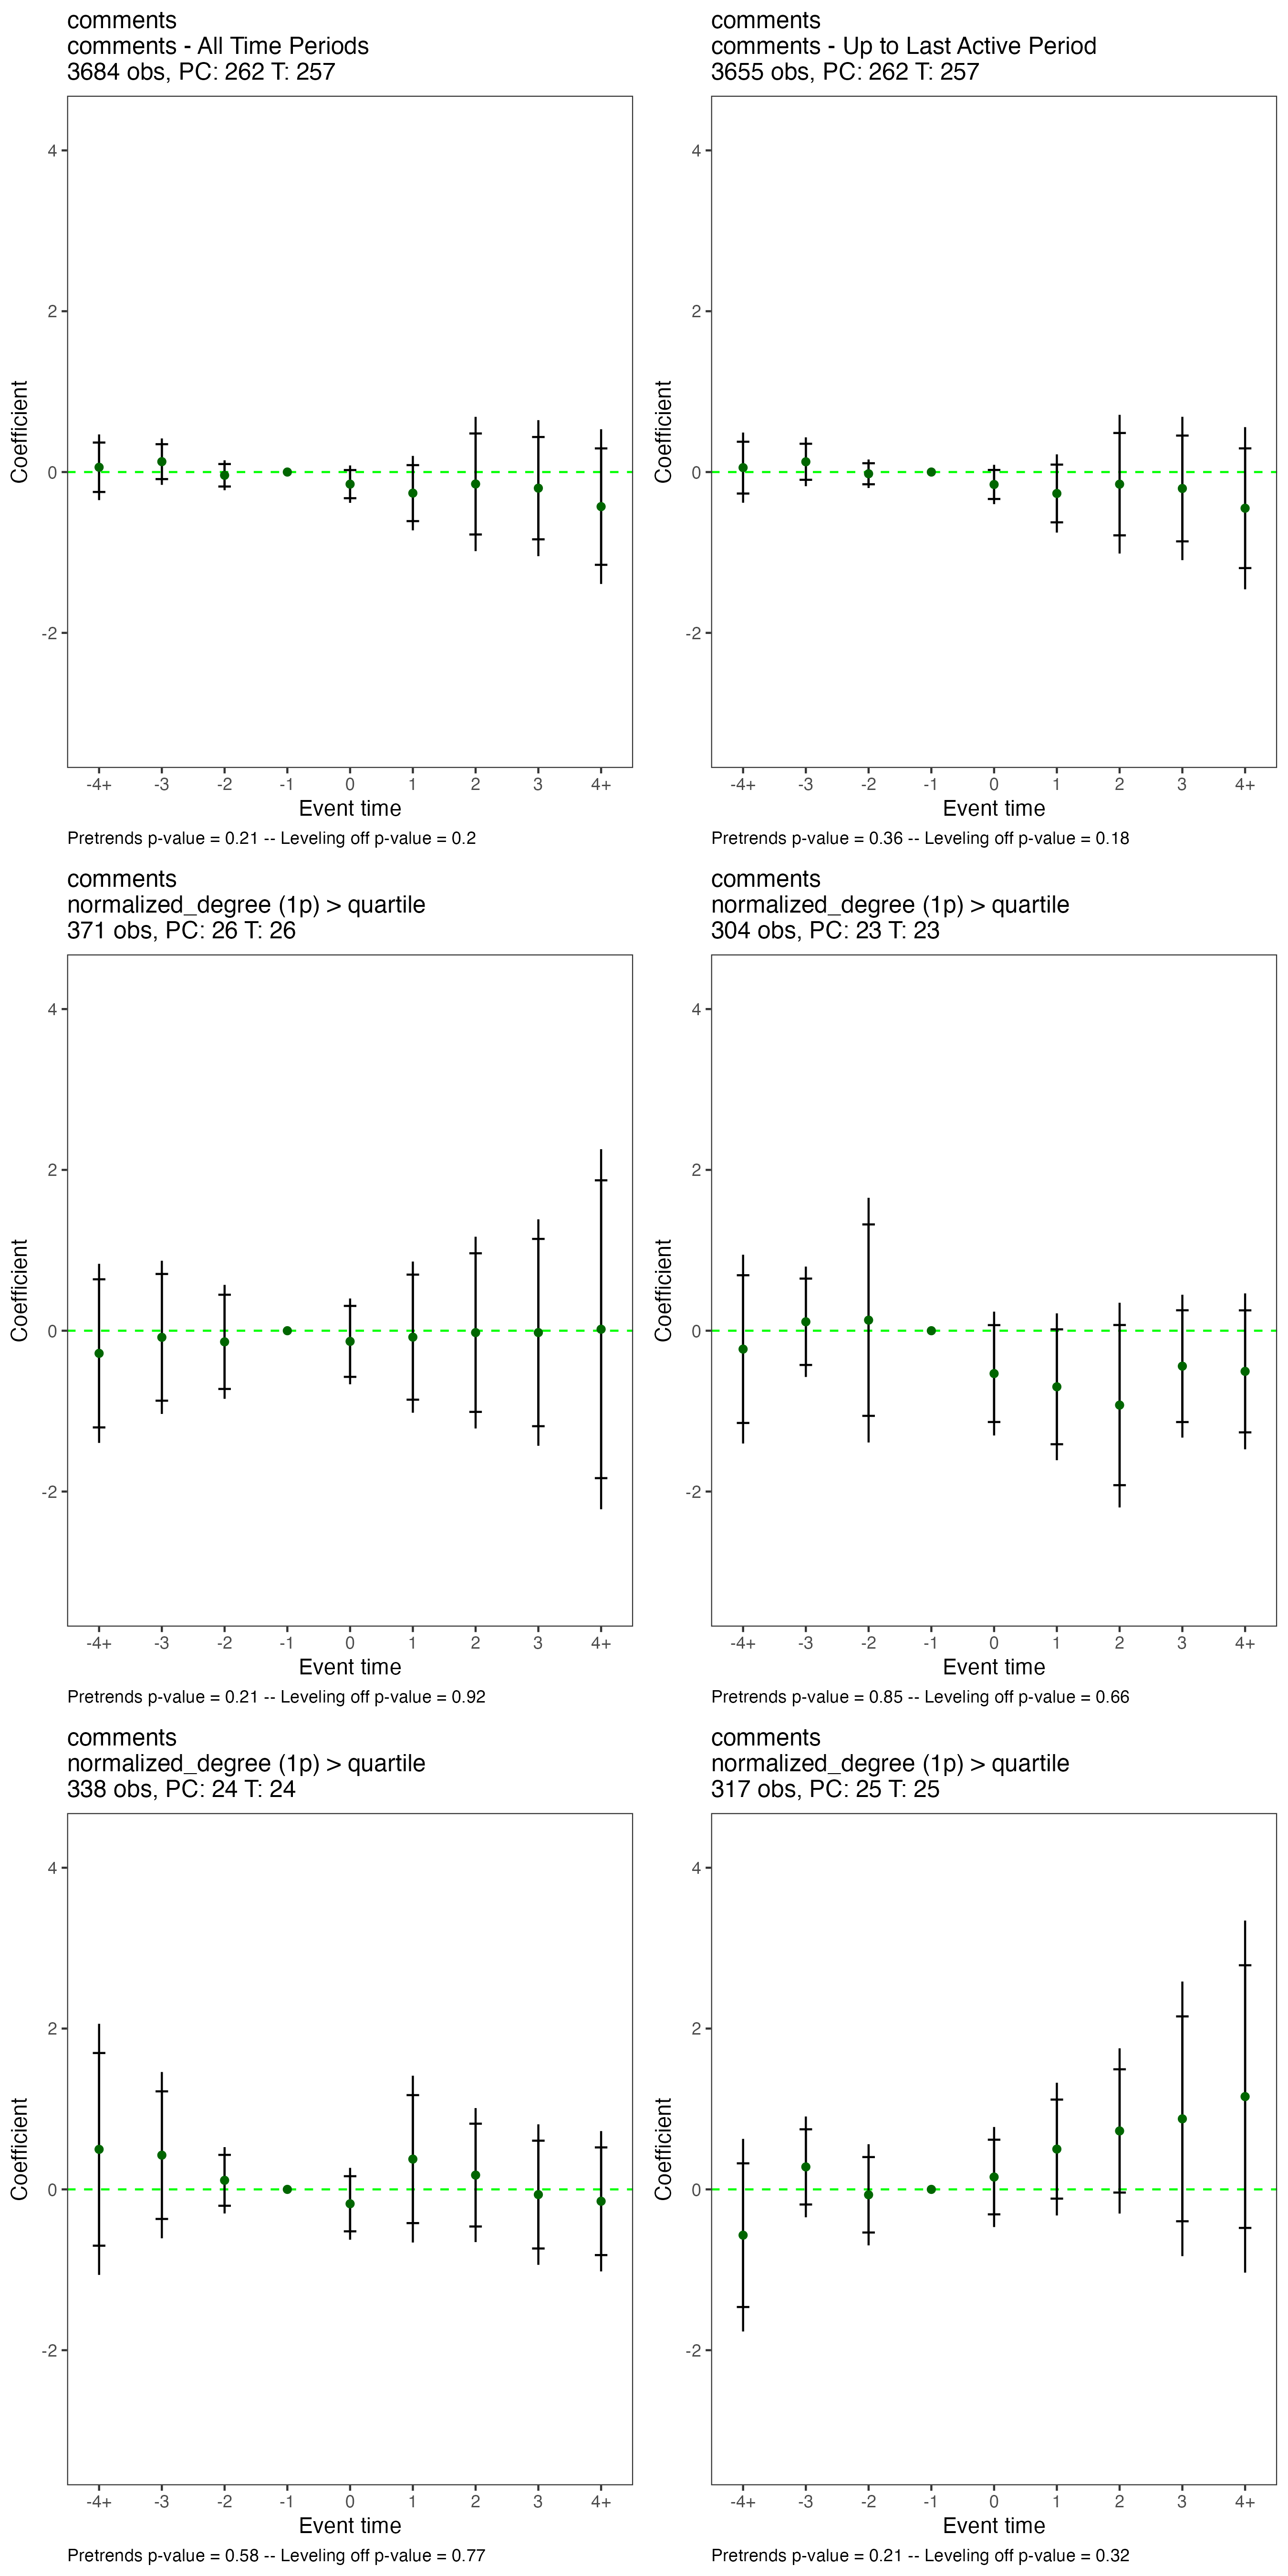 comments
comments - All Time Periods
3684 obs, PC: 262 T: 257
4
2
0
-2
Coefficient
-4+ -3 -2 -1 0 1 2 3 4+
Event time
Pretrends p-value = 0.21 -- Leveling off p-value = 0.2
comments
comments - Up to Last Active Period
3655 obs, PC: 262 T: 257
4
2
0
-2
Coefficient
-4+ -3 -2 -1 0 1 2 3 4+
Event time
Pretrends p-value = 0.36 -- Leveling off p-value = 0.18
comments
normalized_degree (1p) > quartile
371 obs, PC: 26 T: 26
4
2
0
-2
Coefficient
-4+ -3 -2 -1 0 1 2 3 4+
Event time
Pretrends p-value = 0.21 -- Leveling off p-value = 0.92
comments
normalized_degree (1p) > quartile
304 obs, PC: 23 T: 23
4
2
0
-2
Coefficient
-4+ -3 -2 -1 0 1 2 3 4+
Event time
Pretrends p-value = 0.85 -- Leveling off p-value = 0.66
comments
normalized_degree (1p) > quartile
338 obs, PC: 24 T: 24
4
2
0
-2
Coefficient
-4+ -3 -2 -1 0 1 2 3 4+
Event time
Pretrends p-value = 0.58 -- Leveling off p-value = 0.77
comments
normalized_degree (1p) > quartile
317 obs, PC: 25 T: 25
4
2
0
-2
Coefficient
-4+ -3 -2 -1 0 1 2 3 4+
Event time
Pretrends p-value = 0.21 -- Leveling off p-value = 0.32